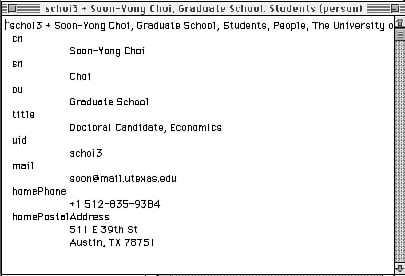 schoi3 + Soon-Yong Choi, Graduate School, Students (person)
"schoi3 + Soon-Yong Choi, Graduate School, Students, People, The University o
cn
Soon-Yong Choi
sn
Choi
ou
Graduate School
title
Doctoral Candidate, Economics
uid
schoi3
mail
soon@mail.utexas.edu
homePhone
+1 512-835-9384
homePostalAddress
511 E 39th St
Austin, TX 78751